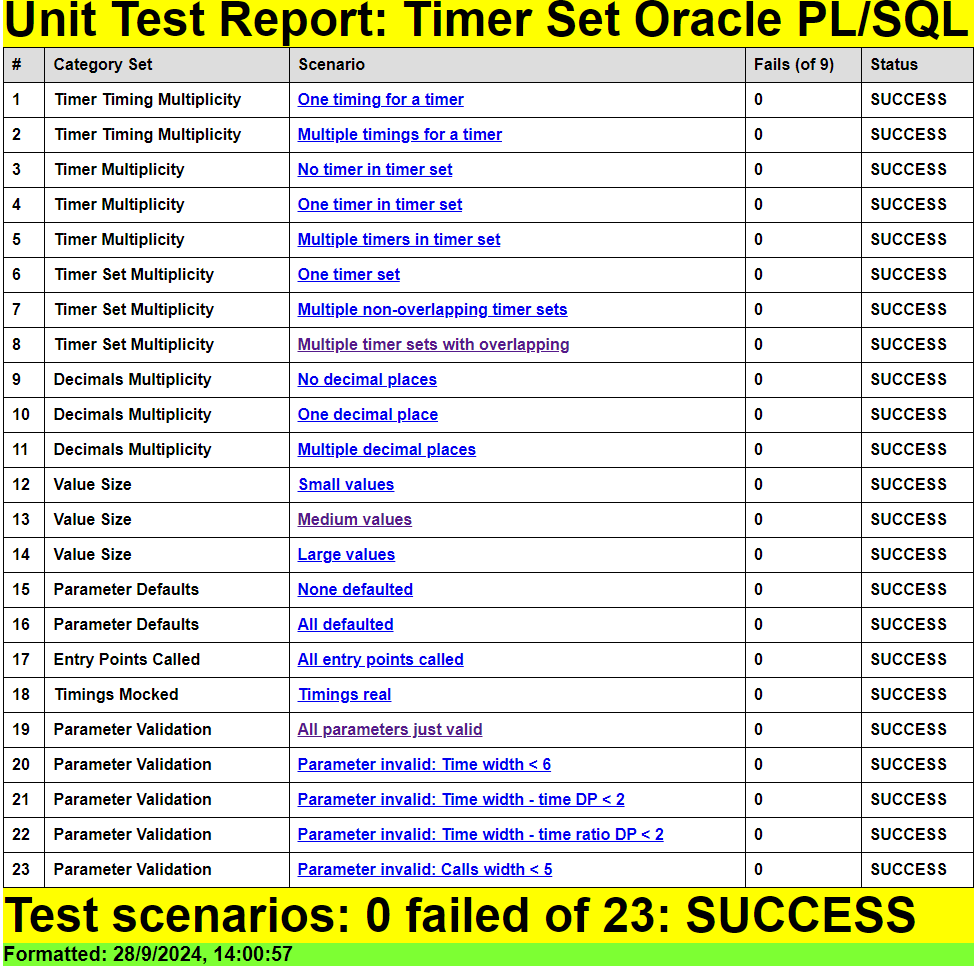 Unit Test Report: Timer Set Oracle PL/SQL
# Category Set Scenario Fails (of 9) Status
1 Timer Timing Multiplicity One timing for a timer 0 SUCCESS
2 Timer Timing Multiplicity Multiple timings for a timer 0 SUCCESS
3 Timer Multiplicity No timer in timer set 0 SUCCESS
4 Timer Multiplicity One timer in timer set 0 SUCCESS
5 Timer Multiplicity Multiple timers in timer set 0 SUCCESS
6 Timer Set Multiplicity One timer set 0 SUCCESS
7 Timer Set Multiplicity Multiple non-overlapping timer sets 0 SUCCESS
8 Timer Set Multiplicity Multiple timer sets with overlapping 0 SUCCESS
9 Decimals Multiplicity No decimal places 0 SUCCESS
10 Decimals Multiplicity One decimal place 0 SUCCESS
11 Decimals Multiplicity Multiple decimal places 0 SUCCESS
12 Value Size Small values 0 SUCCESS
13 Value Size Medium values 0 SUCCESS
14 Value Size Large values 0 SUCCESS
15 Parameter Defaults None defaulted 0 SUCCESS
16 Parameter Defaults All defaulted 0 SUCCESS
17 Entry Points Called All entry points called 0 SUCCESS
18 Timings Mocked Timings real 0 SUCCESS
19 Parameter Validation All parameters just valid 0 SUCCESS
20 Parameter Validation Parameter invalid: Time width < 6 0 SUCCESS
21 Parameter Validation Parameter invalid: Time width - time DP < 2 0 SUCCESS
22 Parameter Validation Parameter invalid: Time width - time ratio DP < 2 0 SUCCESS
23 Parameter Validation Parameter invalid: Calls width < 5 0 SUCCESS
Test scenarios: 0 failed of 23: SUCCESS
Formatted: 28/9/2024, 14:00:57